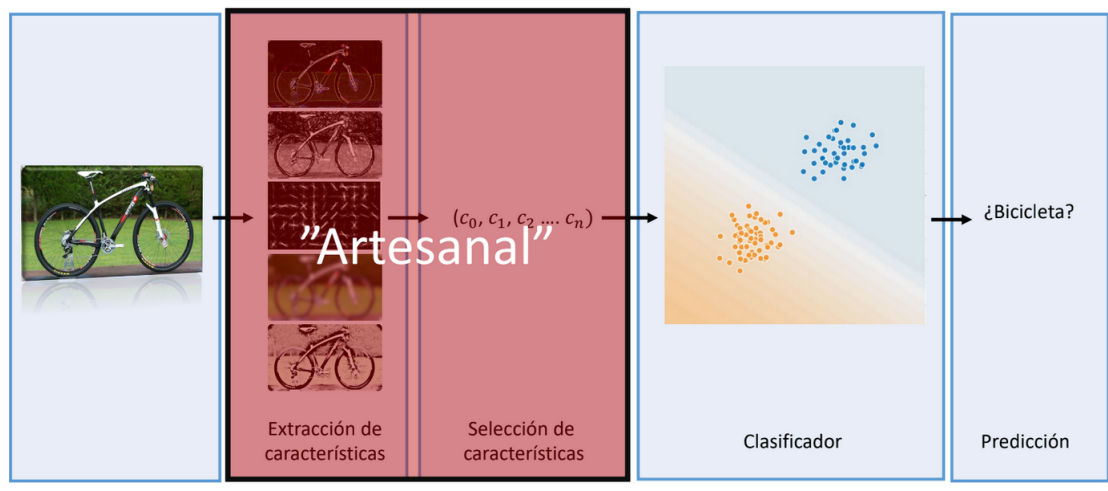 (c₀, c₁, c₂ .... cₙ)
”Artesanal”
¿Bicicleta?
Extracción de
características
Selección de
características
Clasificador
Predicción